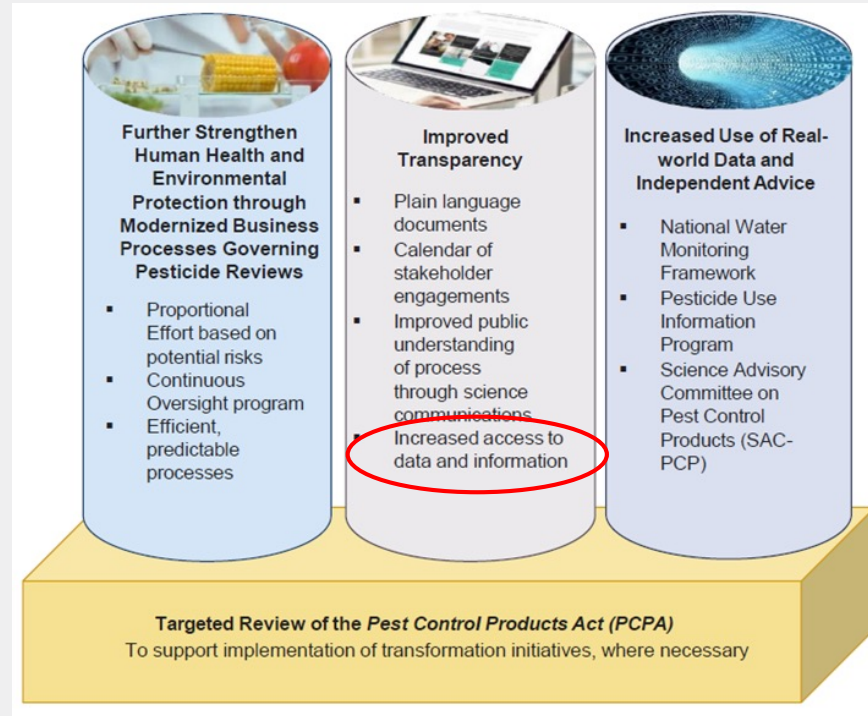 Further Strengthen
Human Health and
Environmental
Protection through
Modernized Business
Processes Governing
Pesticide Reviews
▪ Proportional
Effort based on
potential risks
▪ Continuous
Oversight program
▪ Efficient,
predictable
processes
Improved
Transparency
▪ Plain language
documents
▪ Calendar of
stakeholder
engagements
▪ Improved public
understanding
of process
through science
communications
▪ Increased access to
data and information
Increased Use of Real-
world Data and
Independent Advice
▪ National Water
Monitoring
Framework
▪ Pesticide Use
Information
Program
▪ Science Advisory
Committee on
Pest Control
Products (SAC-
PCP)
Targeted Review of the Pest Control Products Act (PCPA)
To support implementation of transformation initiatives, where necessary